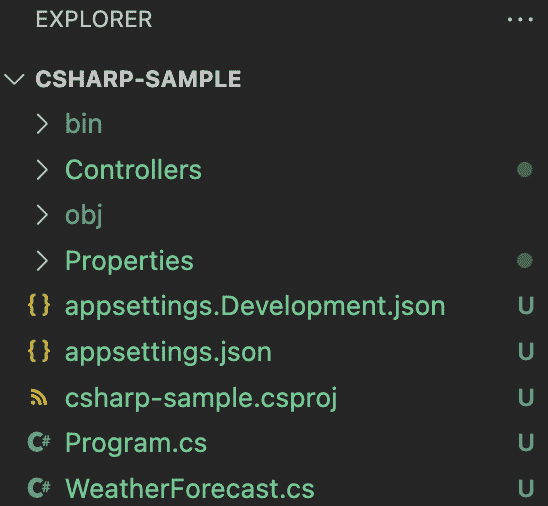 EXPLORER ...
CSHARP-SAMPLE
bin
Controllers
obj
Properties
{} appsettings.Development.json U
{} appsettings.json U
csharp-sample.csproj U
C# Program.cs U
C# WeatherForecast.cs U